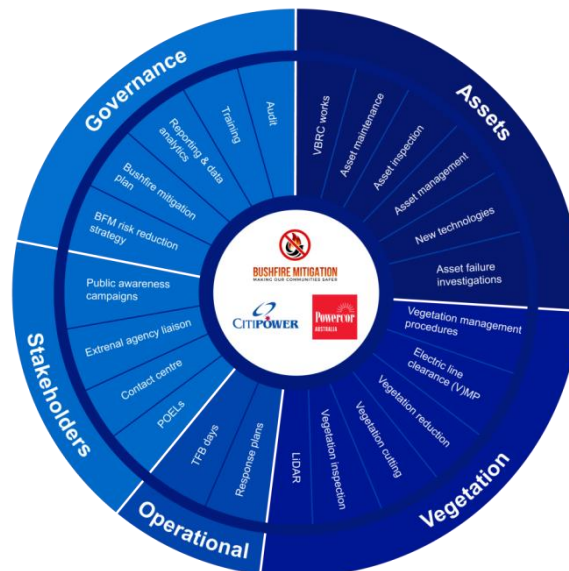 Governance
Audit
Training
Reporting & data
analytics
Bushfire mitigation
plan
BFM risk reduction
strategy
Assets
VBRC works
Asset maintenance
Asset inspection
Asset management
New technologies
Asset failure
investigations
Vegetation
Vegetation management
procedures
Electric line
clearance (V)MP
Vegetation reduction
Vegetation cutting
Vegetation inspection
LiDAR
Operational
Response plans
TFB days
Stakeholders
POELs
Contact centre
Extrenal agency liaison
Public awareness
campaigns
BUSHFIRE MITIGATION
MAKING OUR COMMUNITIES SAFER
CITIPOWER
Powercor
AUSTRALIA